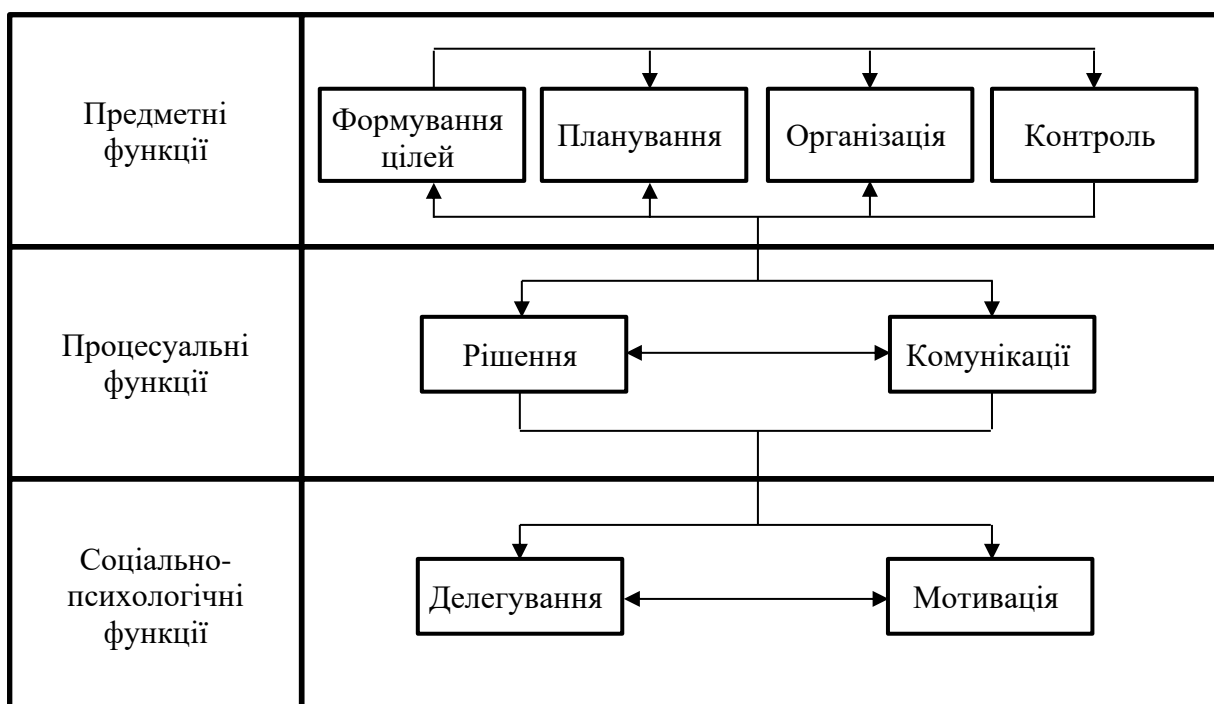 Предметні
функції
Формування
цілей
Планування
Організація
Контроль
Процесуальні
функції
Рішення
Комунікації
Соціально-
психологічні
функції
Делегування
Мотивація